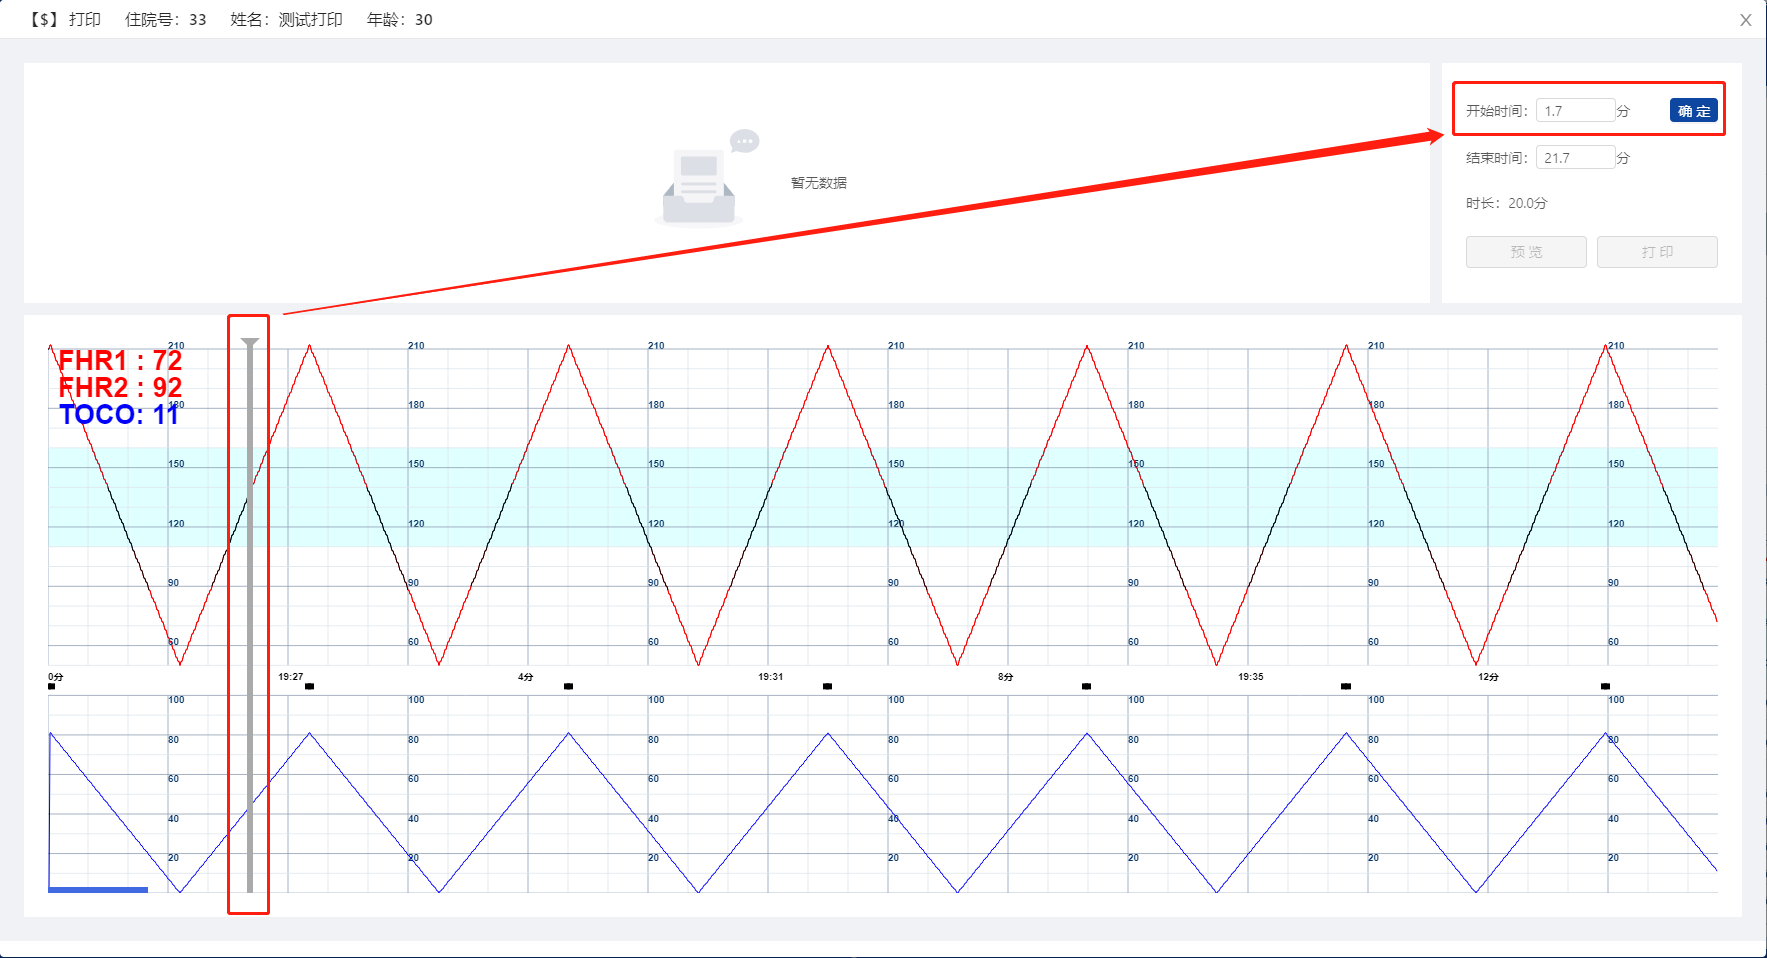 【$】 打印 住院号：33 姓名：测试打印 年龄：30 X
开始时间： 1.7 分 确 定
结束时间： 21.7 分
暂无数据
时长：20.0分
预 览 打 印
FHR1 : 72
FHR2 : 92
TOCO: 11
210 210 210 210 210 210 210
180 180 180 180 180 180 180
150 150 150 150 150 150 150
120 120 120 120 120 120 120
90 90 90 90 90 90 90
60 60 60 60 60 60 60
0分 19:27 4分 19:31 8分 19:35 12分
100 100 100 100 100 100 100
80 80 80 80 80 80 80
60 60 60 60 60 60 60
40 40 40 40 40 40 40
20 20 20 20 20 20 20